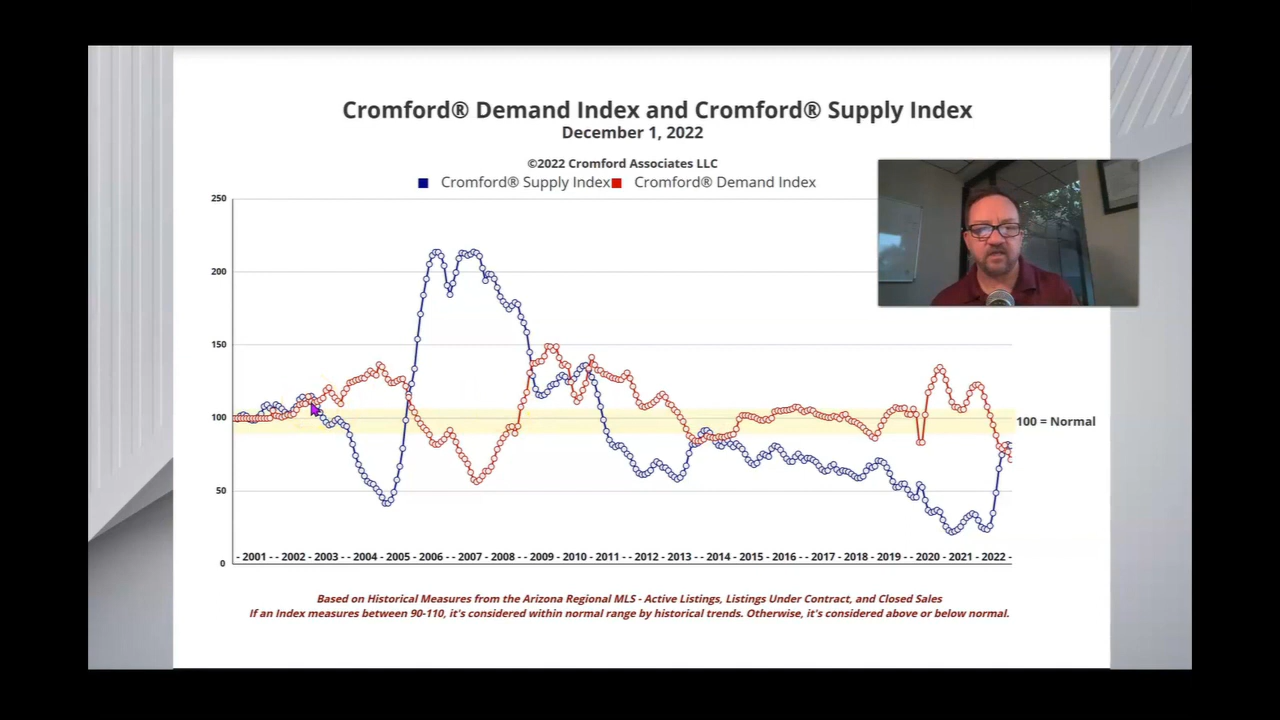 Cromford® Demand Index and Cromford® Supply Index
December 1, 2022
©2022 Cromford Associates LLC
Cromford® Supply Index Cromford® Demand Index
250
200
150
100
100 = Normal
50
0
- 2001 - - 2002 - 2003 - - 2004 - 2005 - 2006 - - 2007 - 2008 - - 2009 - 2010 - 2011 - - 2012 - 2013 - - 2014 - 2015 - 2016 - - 2017 - 2018 - 2019 - - 2020 - 2021 - 2022 -
Based on Historical Measures from the Arizona Regional MLS - Active Listings, Listings Under Contract, and Closed Sales
If an Index measures between 90-110, it's considered within normal range by historical trends. Otherwise, it's considered above or below normal.